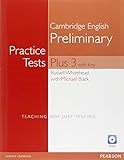 Cambridge English
Preliminary
Practice
Tests
Plus 3 with Key
Russell Whitehead
with Michael Black
TEACHING NOT JUST TESTING
PEARSON